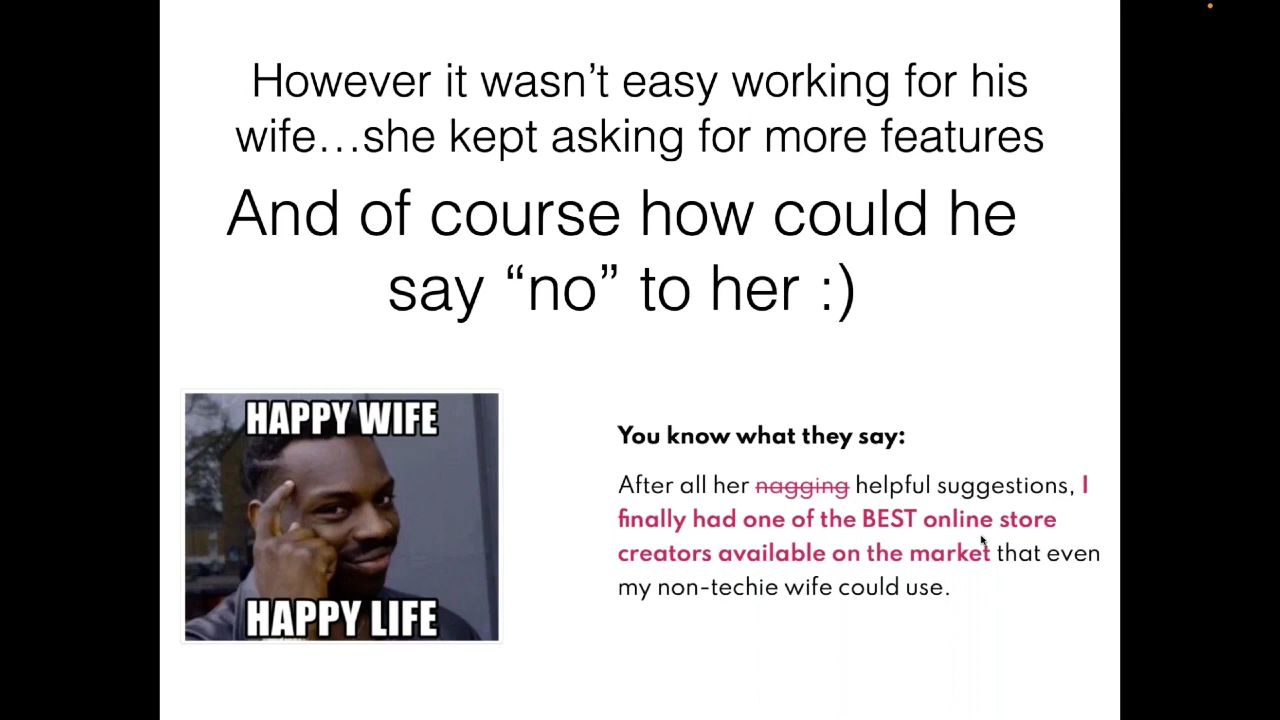 However it wasn’t easy working for his
wife…she kept asking for more features
And of course how could he
say “no” to her :)
HAPPY WIFE
HAPPY LIFE
You know what they say:
After all her nagging helpful suggestions, I
finally had one of the BEST online store
creators available on the market that even
my non-techie wife could use.